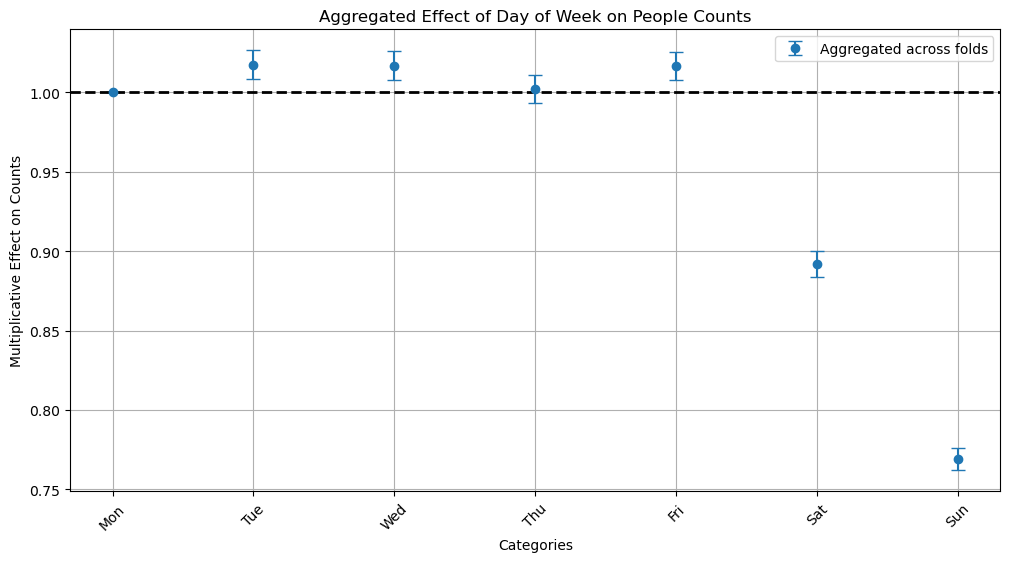 Aggregated Effect of Day of Week on People Counts
Aggregated across folds
Multiplicative Effect on Counts
1.00
0.95
0.90
0.85
0.80
0.75
Mon
Tue
Wed
Thu
Fri
Sat
Sun
Categories